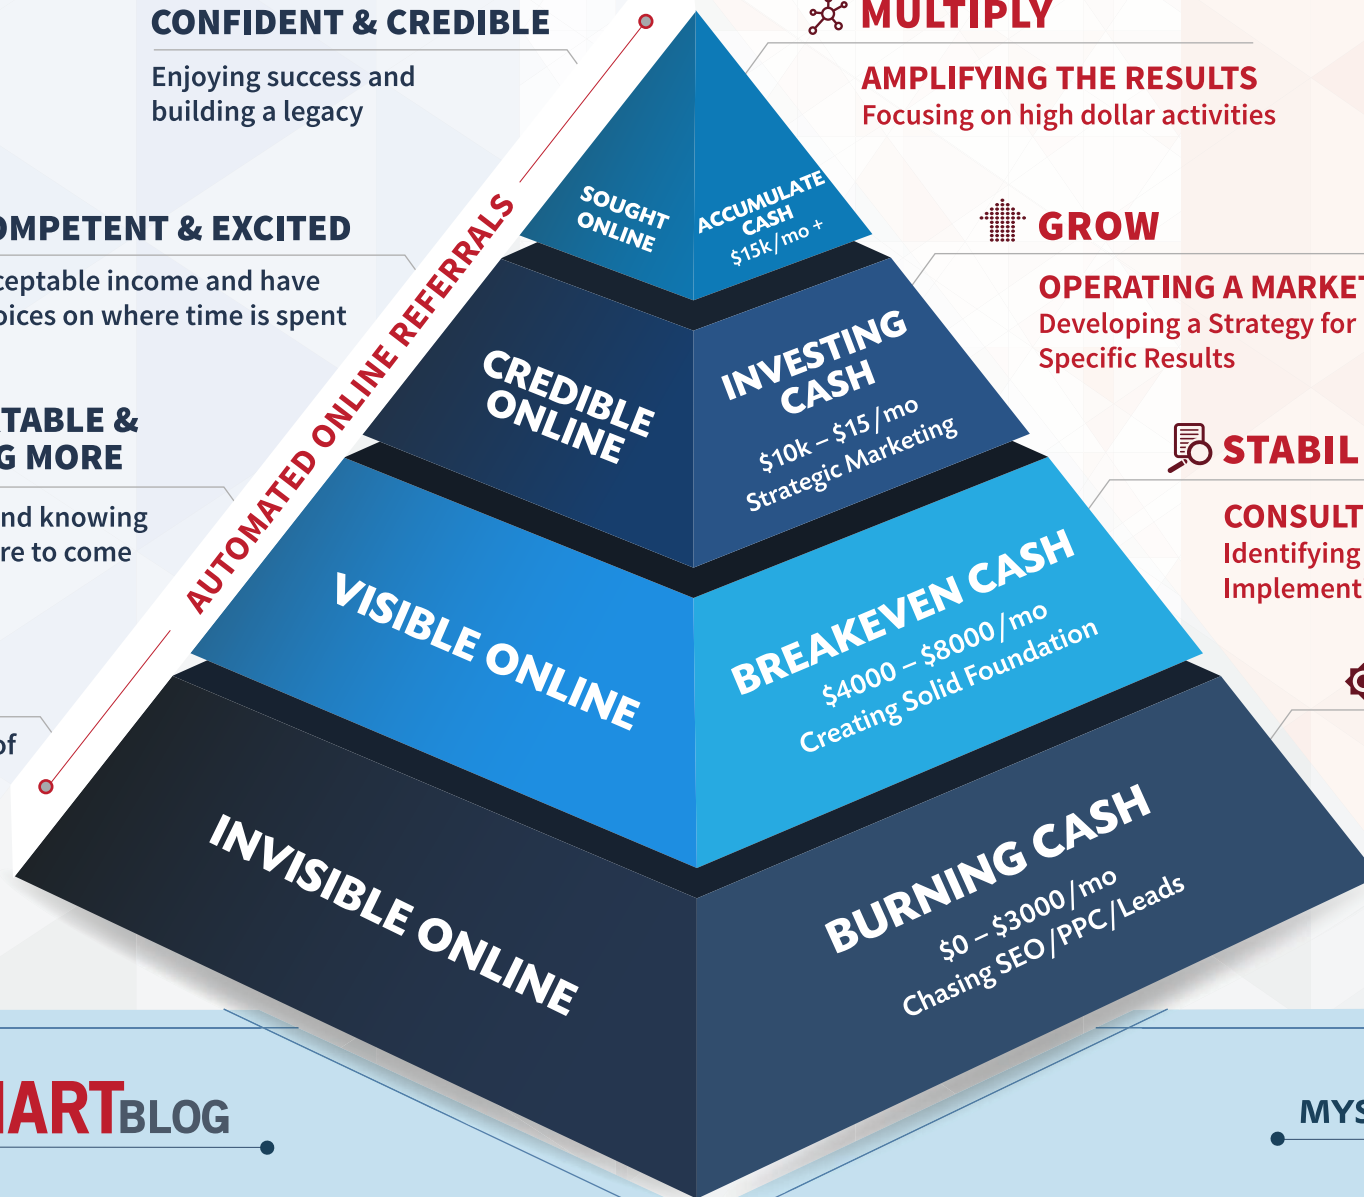 CONFIDENT & CREDIBLE
Enjoying success and
building a legacy
OMPETENT & EXCITED
ceptable income and have
oices on where time is spent
TABLE &
G MORE
nd knowing
re to come
of
AUTOMATED ONLINE REFERRALS
SOUGHT
ONLINE
ACCUMULATE
CASH
$15k/mo +
CREDIBLE
ONLINE
INVESTING
CASH
$10k – $15/mo
Strategic Marketing
VISIBLE ONLINE
BREAKEVEN CASH
$4000 – $8000/mo
Creating Solid Foundation
INVISIBLE ONLINE
BURNING CASH
$0 – $3000/mo
Chasing SEO/PPC/Leads
MULTIPLY
AMPLIFYING THE RESULTS
Focusing on high dollar activities
GROW
OPERATING A MARKET
Developing a Strategy for
Specific Results
STABIL
CONSULT
Identifying
Implement
ARTBLOG
MYS